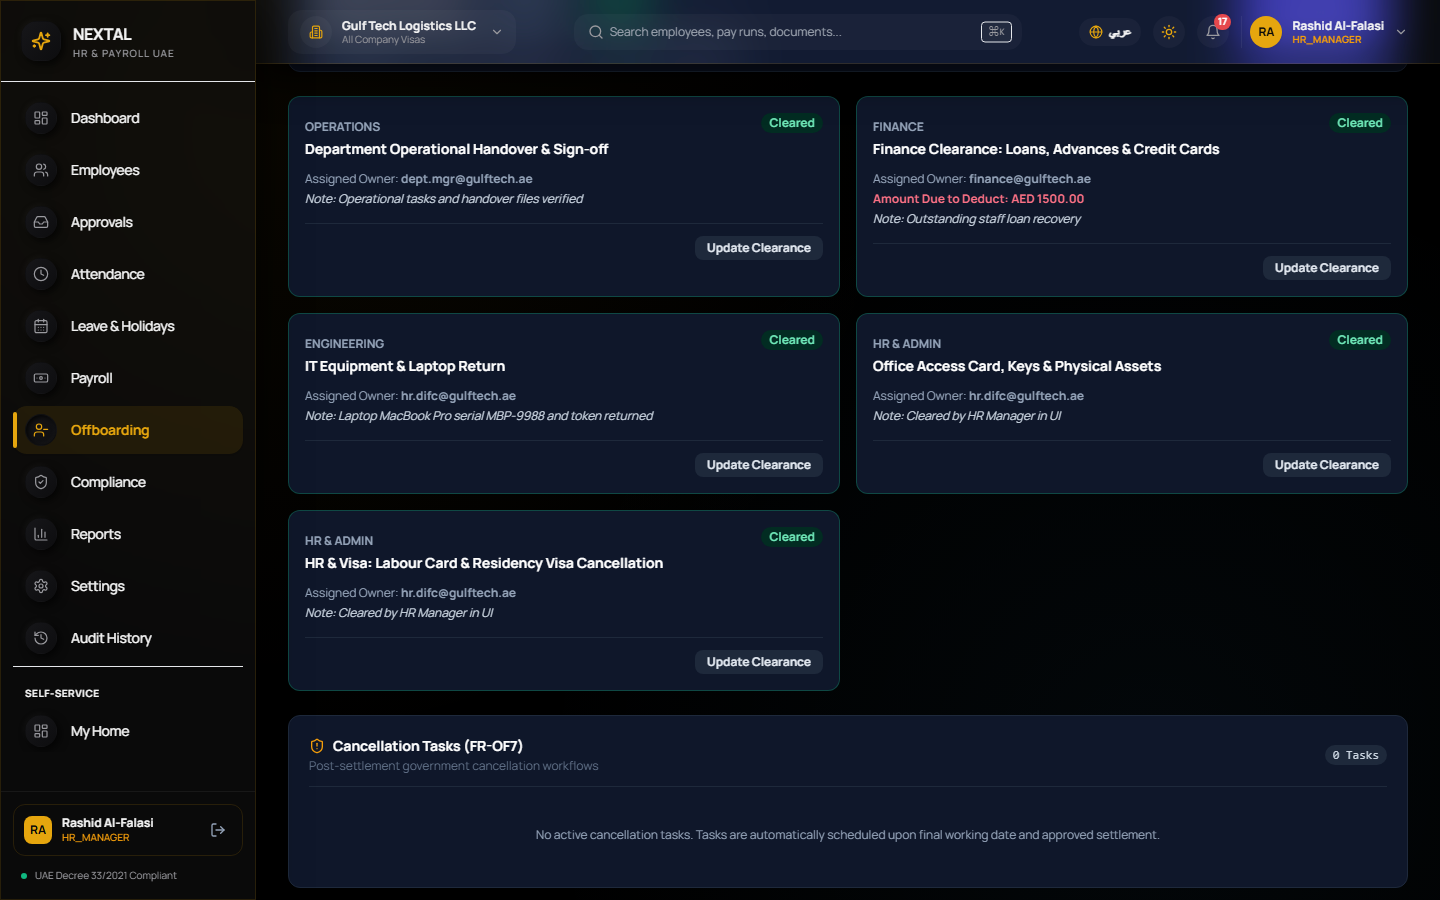 NEXTAL
HR & PAYROLL UAE
Dashboard
Employees
Approvals
Attendance
Leave & Holidays
Payroll
Offboarding
Compliance
Reports
Settings
Audit History
SELF-SERVICE
My Home
RA
Rashid Al-Falasi
HR_MANAGER
UAE Decree 33/2021 Compliant
Gulf Tech Logistics LLC
All Company Visas
Search employees, pay runs, documents...
⌘K
عربي
17
RA
Rashid Al-Falasi
HR_MANAGER
OPERATIONS
Cleared
Department Operational Handover & Sign-off
Assigned Owner: dept.mgr@gulftech.ae
Note: Operational tasks and handover files verified
Update Clearance
FINANCE
Cleared
Finance Clearance: Loans, Advances & Credit Cards
Assigned Owner: finance@gulftech.ae
Amount Due to Deduct: AED 1500.00
Note: Outstanding staff loan recovery
Update Clearance
ENGINEERING
Cleared
IT Equipment & Laptop Return
Assigned Owner: hr.difc@gulftech.ae
Note: Laptop MacBook Pro serial MBP-9988 and token returned
Update Clearance
HR & ADMIN
Cleared
Office Access Card, Keys & Physical Assets
Assigned Owner: hr.difc@gulftech.ae
Note: Cleared by HR Manager in UI
Update Clearance
HR & ADMIN
Cleared
HR & Visa: Labour Card & Residency Visa Cancellation
Assigned Owner: hr.difc@gulftech.ae
Note: Cleared by HR Manager in UI
Update Clearance
Cancellation Tasks (FR-OF7)
Post-settlement government cancellation workflows
0 Tasks
No active cancellation tasks. Tasks are automatically scheduled upon final working date and approved settlement.